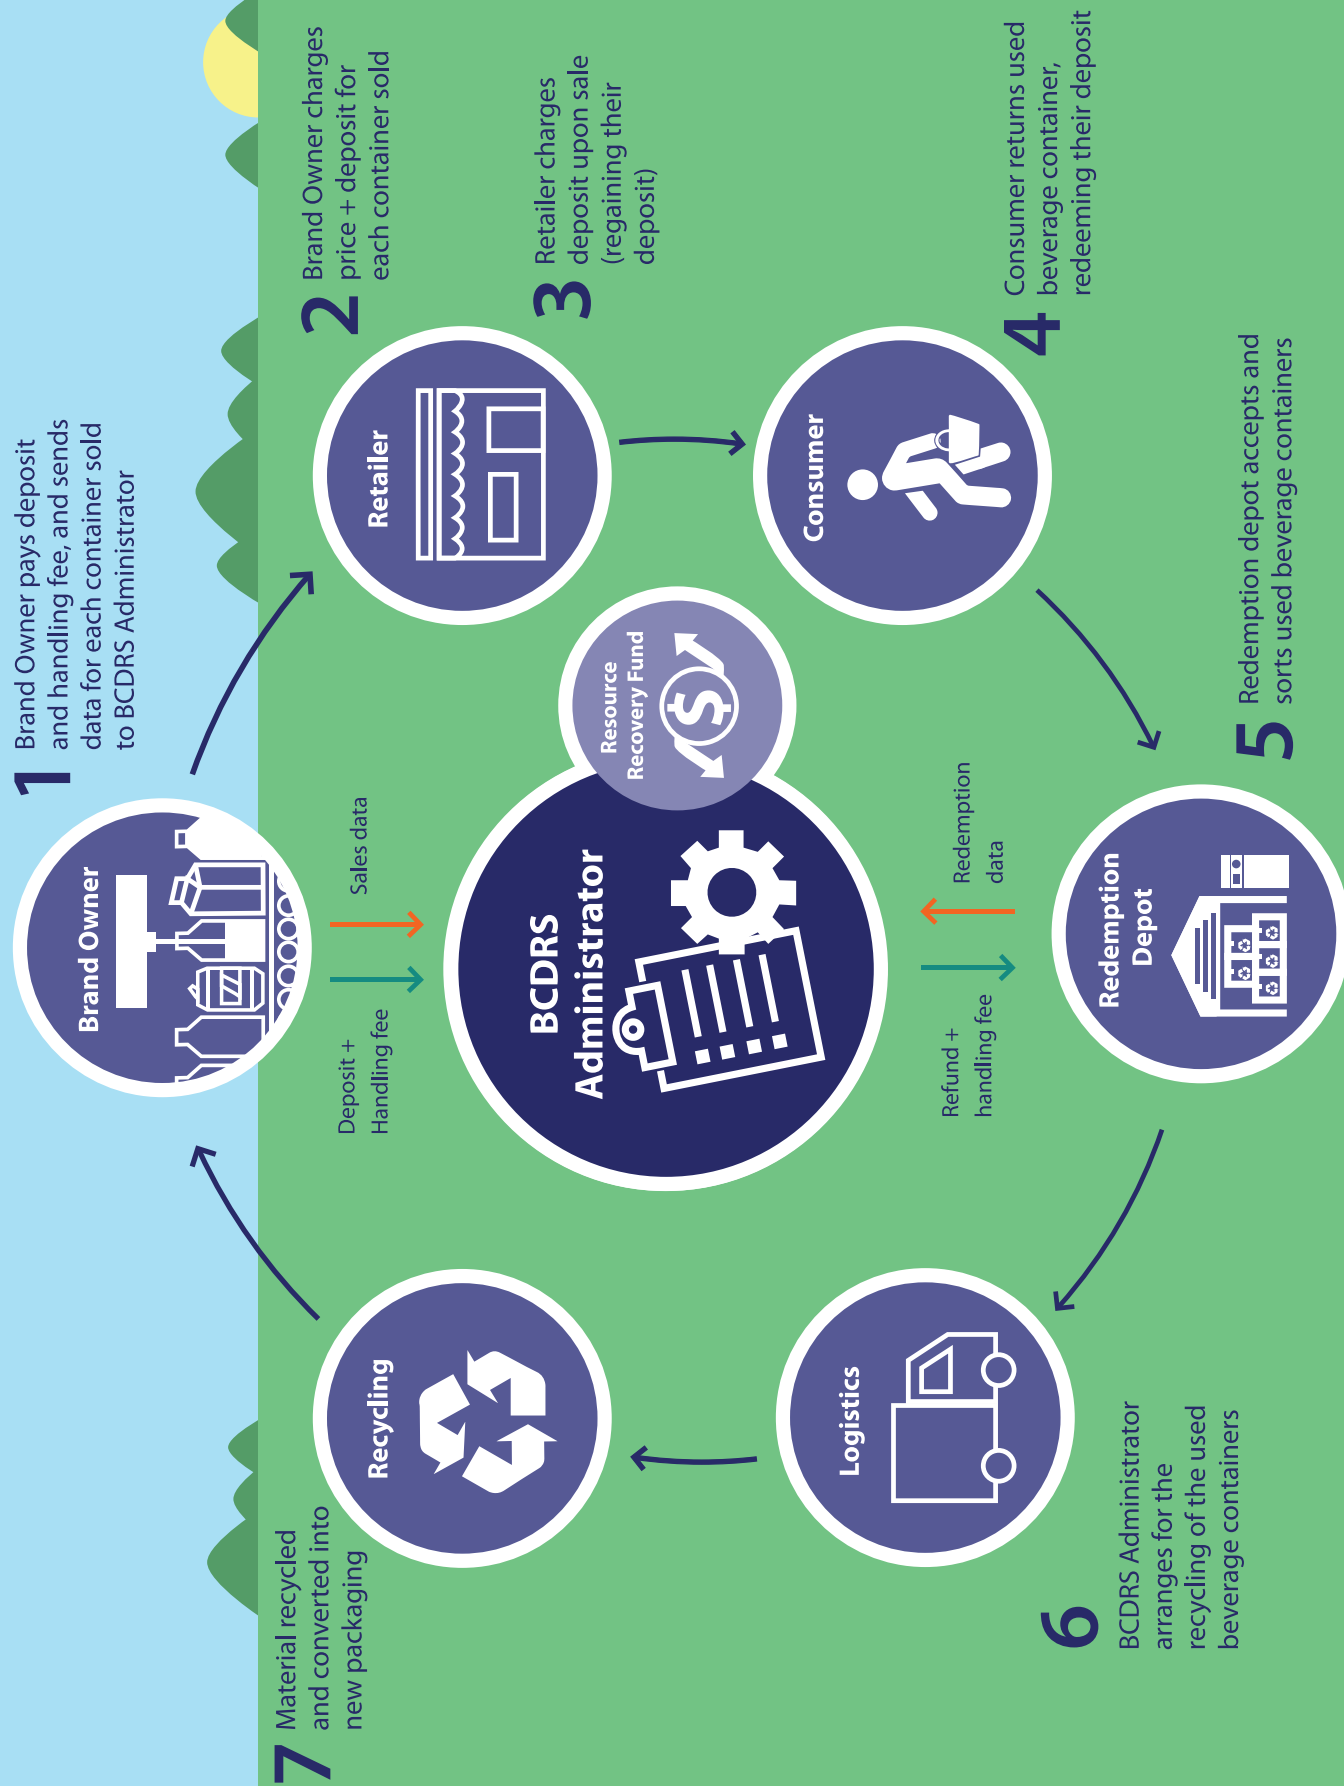 1
Brand Owner pays deposit
and handling fee, and sends
data for each container sold
to BCDRS Administrator
Brand Owner
2
Brand Owner charges
price + deposit for
each container sold
Retailer
3
Retailer charges
deposit upon sale
(regaining their
deposit)
Consumer
4
Consumer returns used
beverage container,
redeeming their deposit
5
Redemption depot accepts and
sorts used beverage containers
Redemption
Depot
6
BCDRS Administrator
arranges for the
recycling of the used
beverage containers
Logistics
7
Material recycled
and converted into
new packaging
Recycling
Deposit +
Handling fee
Sales data
BCDRS
Administrator
$
Resource
Recovery Fund
Refund +
handling fee
Redemption
data